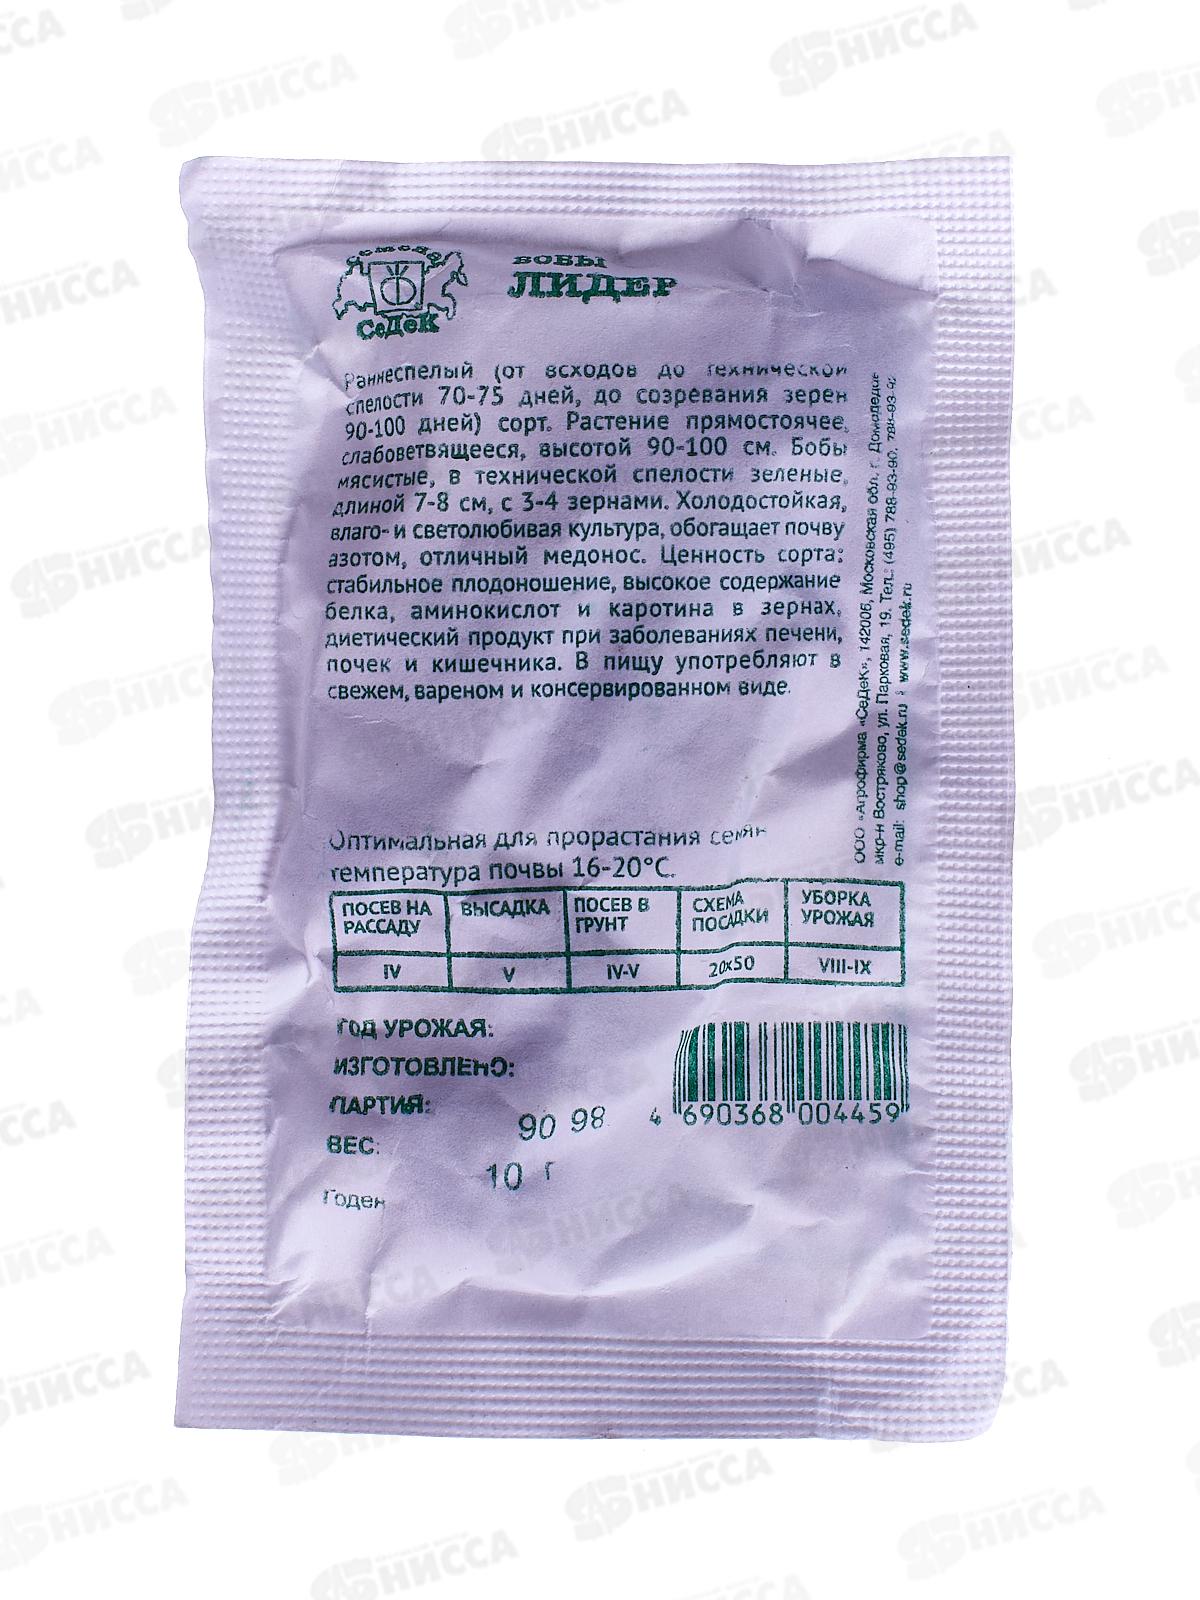 Семена
СеДеК
БОБЫ
ЛИДЕР
Раннеспелый (от всходов до технической
спелости 70-75 дней, до созревания зерен
90-100 дней) сорт. Растение прямостоячее,
слабоветвящееся, высотой 90-100 см. Бобы
мясистые, в технической спелости зеленые,
длиной 7-8 см, с 3-4 зернами. Холодостойкая,
влаго- и светолюбивая культура, обогащает почву
азотом, отличный медонос. Ценность сорта:
стабильное плодоношение, высокое содержание
белка, аминокислот и каротина в зернах,
диетический продукт при заболеваниях печени,
почек и кишечника. В пищу употребляют в
свежем, вареном и консервированном виде.
ООО «Агрофирма «СеДеК», 142006, Московская обл. г. Домодедово
мкр-н Востряково, ул. Парковая, 19. Тел.: (495) 788-93-90, 788-93-9
e-mail: shop@sedek.ru www.sedek.ru
Оптимальная для прорастания семян
температура почвы 16-20°С.
ПОСЕВ НА РАССАДУ ВЫСАДКА ПОСЕВ В ГРУНТ СХЕМА ПОСАДКИ УБОРКА УРОЖАЯ
IV V IV-V 20х50 VIII-IX
ГОД УРОЖАЯ:
ИЗГОТОВЛЕНО:
ПАРТИЯ: 90 98
ВЕС: 10 г
Годен
4 690368 004459
НИССА